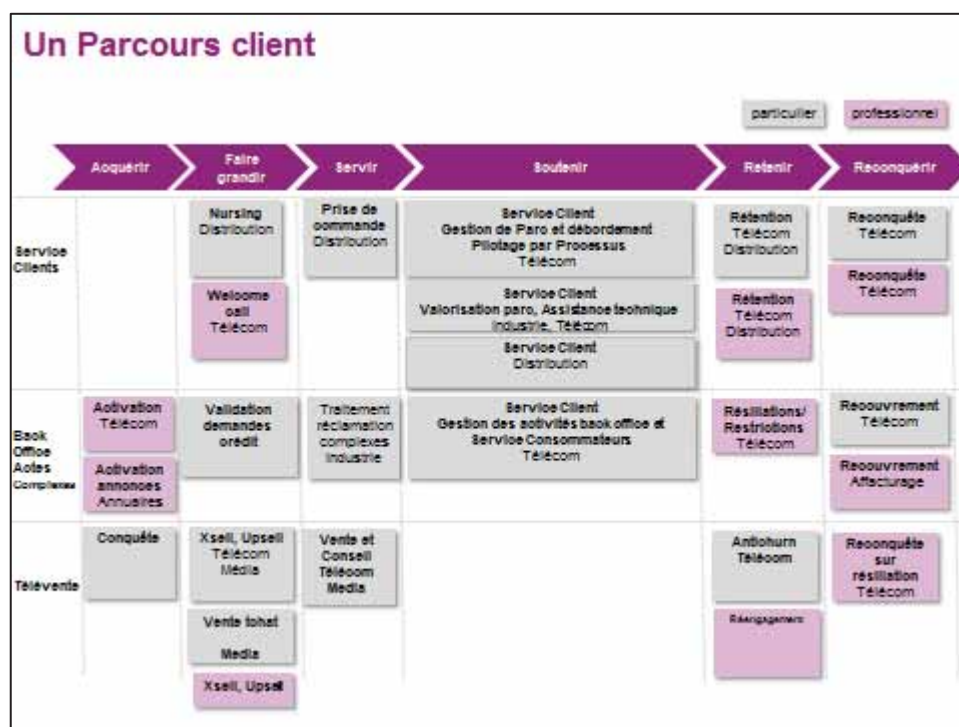 Un Parcours client
particulier
professionnel
Acquérir
Faire
grandir
Servir
Soutenir
Retenir
Reconquérir
Service
Clients
Nursing
Distribution
Welcome
call
Télécom
Prise de
commande
Distribution
Service Client
Gestion de Parc et débordement
Pilotage par Processus
Télécom
Service Client
Valorisation parc, Assistance technique
Industrie, Télécom
Service Client
Distribution
Rétention
Télécom
Distribution
Rétention
Télécom
Distribution
Reconquête
Télécom
Reconquête
Télécom
Back
Office
Actes
Complexes
Activation
Télécom
Activation
annonces
Annuaires
Validation
demandes
crédit
Traitement
réclamation
complexes
Industrie
Service Client
Gestion des activités back office et
Service Consommateurs
Télécom
Résiliations/
Restrictions
Télécom
Recouvrement
Télécom
Recouvrement
Affacturage
Télévente
Conquête
Xsell, Upsell
Télécom
Média
Vente tchat
Media
Xsell, Upsell
Vente et
Conseil
Télécom
Media
Antichurn
Télécom
Réengagement
Reconquête
sur
résiliation
Télécom